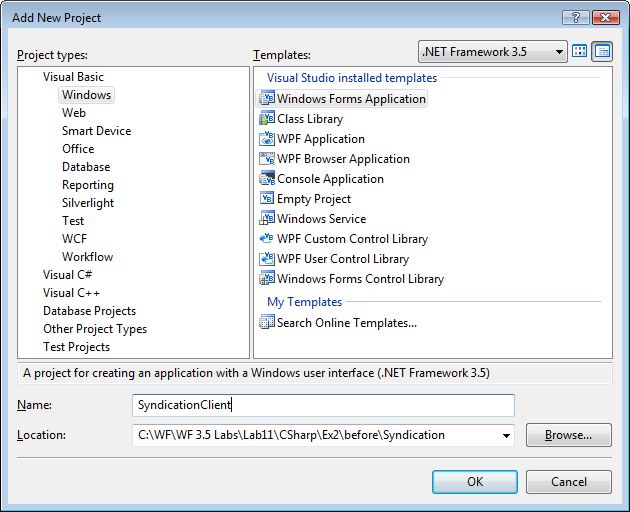 Add New Project
Project types:
Templates:
.NET Framework 3.5
Visual Basic
Windows
Web
Smart Device
Office
Database
Reporting
Silverlight
Test
WCF
Workflow
Visual C#
Visual C++
Database Projects
Other Project Types
Test Projects
Visual Studio installed templates
Windows Forms Application
Class Library
WPF Application
WPF Browser Application
Console Application
Empty Project
Windows Service
WPF Custom Control Library
WPF User Control Library
Windows Forms Control Library
My Templates
Search Online Templates...
A project for creating an application with a Windows user interface (.NET Framework 3.5)
Name:
SyndicationClient
Location:
C:\WF\WF 3.5 Labs\Lab11\CSharp\Ex2\before\Syndication
Browse...
OK
Cancel